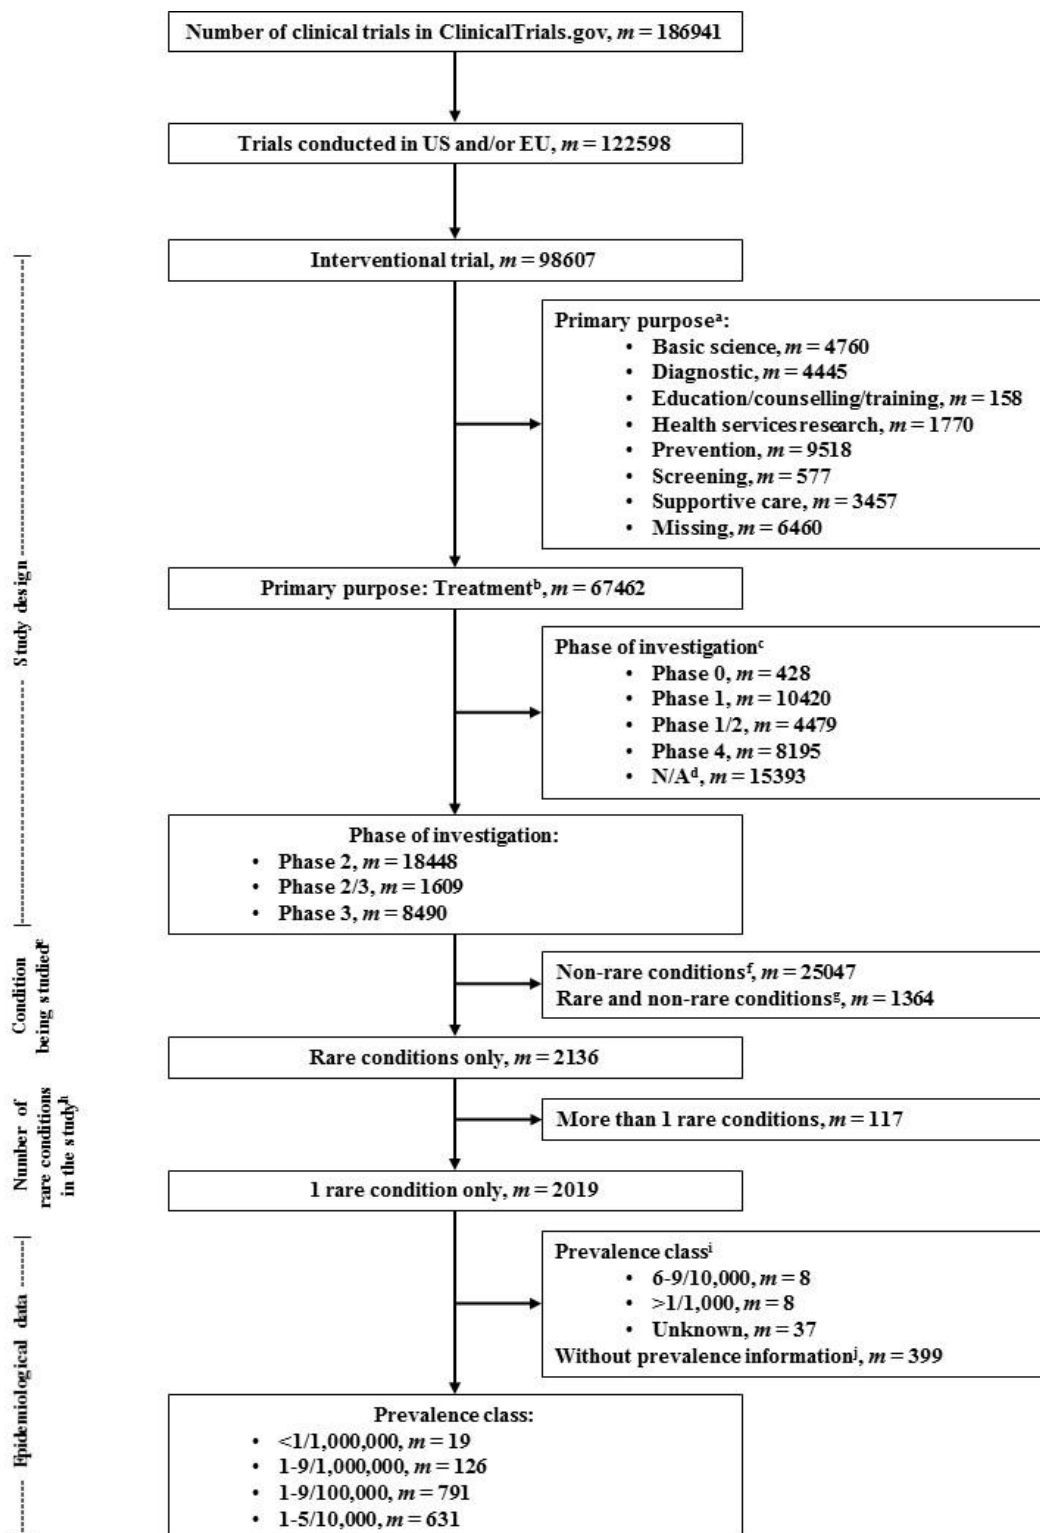 Number of clinical trials in ClinicalTrials.gov, m = 186941
Trials conducted in US and/or EU, m = 122598
Interventional trial, m = 98607
Primary purposeᵃ:
• Basic science, m = 4760
• Diagnostic, m = 4445
• Education/counselling/training, m = 158
• Health services research, m = 1770
• Prevention, m = 9518
• Screening, m = 577
• Supportive care, m = 3457
• Missing, m = 6460
Study design
Primary purpose: Treatmentᵇ, m = 67462
Phase of investigationᶜ
• Phase 0, m = 428
• Phase 1, m = 10420
• Phase 1/2, m = 4479
• Phase 4, m = 8195
• N/Aᵈ, m = 15393
Phase of investigation:
• Phase 2, m = 18448
• Phase 2/3, m = 1609
• Phase 3, m = 8490
Condition
being studiedᵉ
Non-rare conditionsᶠ, m = 25047
Rare and non-rare conditionsᵍ, m = 1364
Rare conditions only, m = 2136
Number of
rare conditions
in the studyʰ
More than 1 rare conditions, m = 117
1 rare condition only, m = 2019
Epidemiological data
Prevalence classⁱ
• 6-9/10,000, m = 8
• >1/1,000, m = 8
• Unknown, m = 37
Without prevalence informationʲ, m = 399
Prevalence class:
• <1/1,000,000, m = 19
• 1-9/1,000,000, m = 126
• 1-9/100,000, m = 791
• 1-5/10,000, m = 631